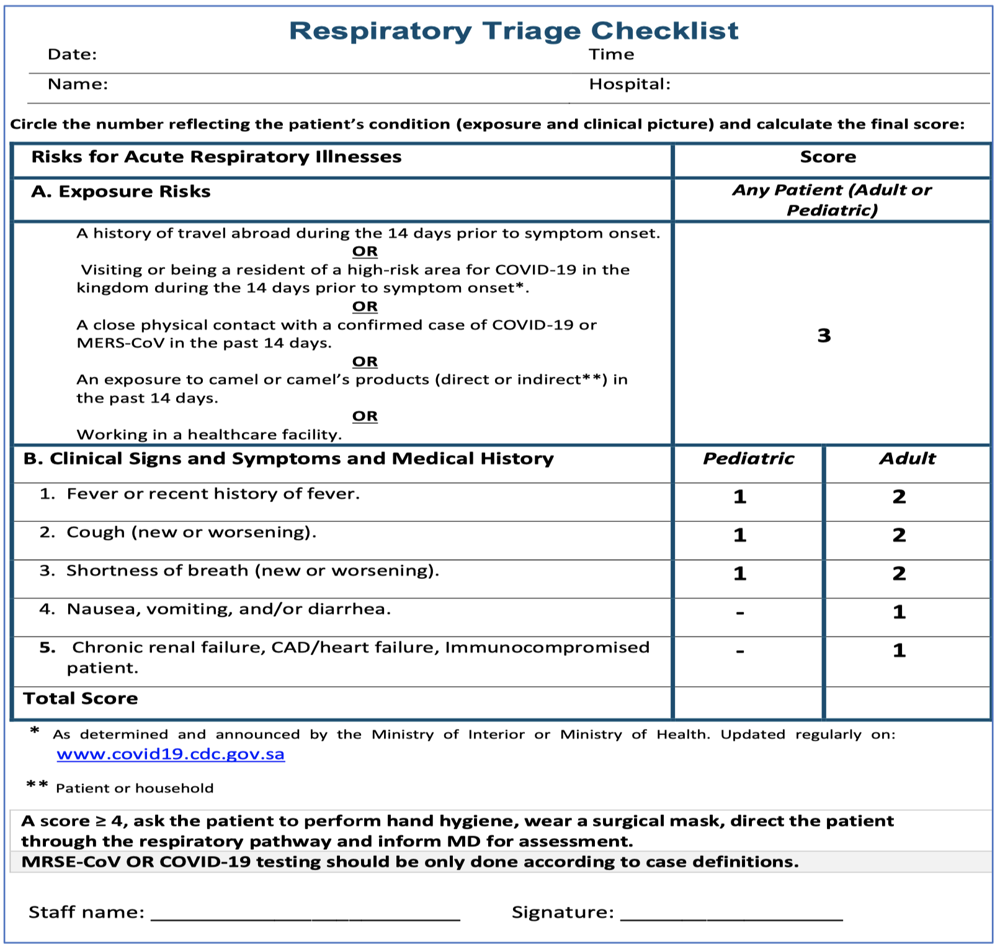 Respiratory Triage Checklist
Date: Time
Name: Hospital:
Circle the number reflecting the patient’s condition (exposure and clinical picture) and calculate the final score:
Risks for Acute Respiratory Illnesses Score
A. Exposure Risks Any Patient (Adult or
Pediatric)
A history of travel abroad during the 14 days prior to symptom onset.
OR
Visiting or being a resident of a high-risk area for COVID-19 in the
kingdom during the 14 days prior to symptom onset*.
OR
A close physical contact with a confirmed case of COVID-19 or
MERS-CoV in the past 14 days.
3
OR
An exposure to camel or camel’s products (direct or indirect**) in
the past 14 days.
OR
Working in a healthcare facility.
B. Clinical Signs and Symptoms and Medical History Pediatric Adult
1. Fever or recent history of fever. 1 2
2. Cough (new or worsening). 1 2
3. Shortness of breath (new or worsening). 1 2
4. Nausea, vomiting, and/or diarrhea. - 1
5. Chronic renal failure, CAD/heart failure, Immunocompromised - 1
patient.
Total Score
* As determined and announced by the Ministry of Interior or Ministry of Health. Updated regularly on:
www.covid19.cdc.gov.sa
** Patient or household
A score ≥ 4, ask the patient to perform hand hygiene, wear a surgical mask, direct the patient
through the respiratory pathway and inform MD for assessment.
MRSE-CoV OR COVID-19 testing should be only done according to case definitions.
Staff name: ____________________ Signature: ____________________